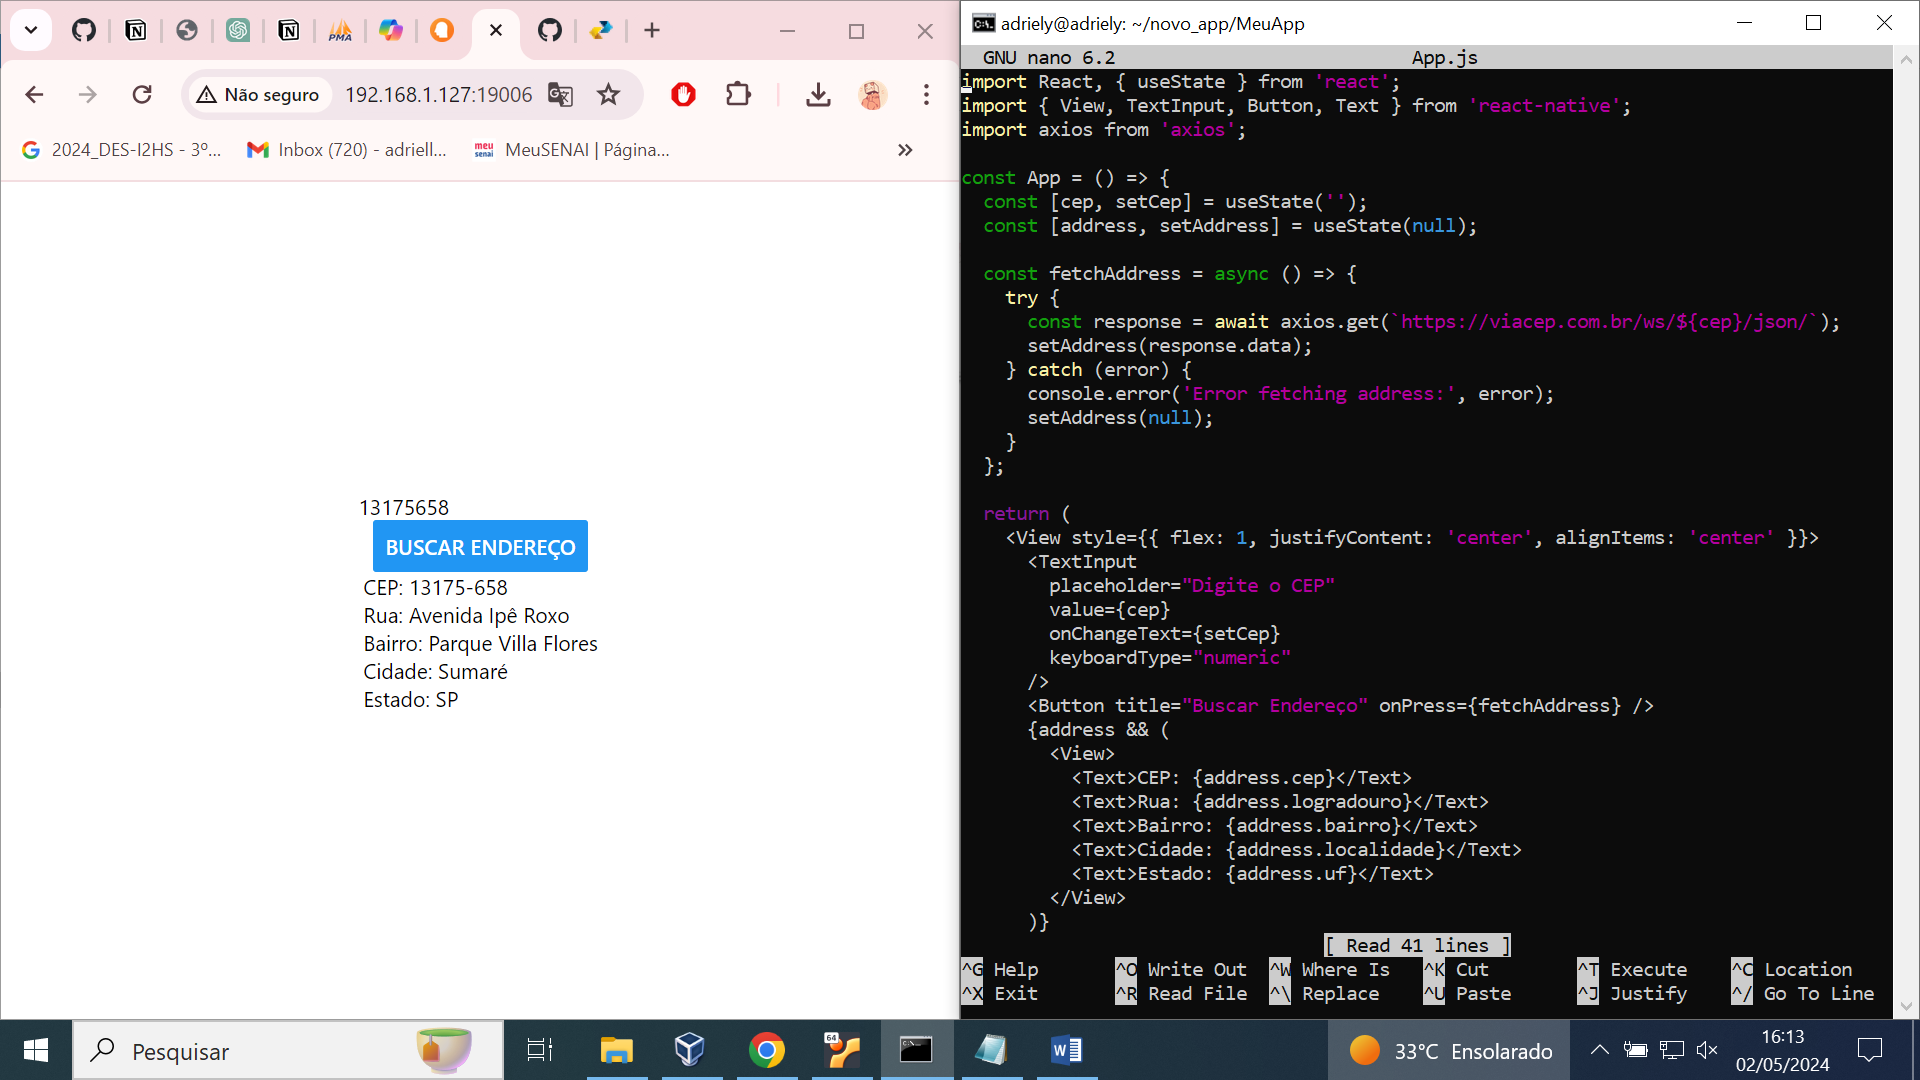 Não seguro
192.168.1.127:19006
2024_DES-I2HS - 3º...
Inbox (720) - adriell...
meu senai
MeuSENAI | Página...
PMA
13175658
BUSCAR ENDEREÇO
CEP: 13175-658
Rua: Avenida Ipê Roxo
Bairro: Parque Villa Flores
Cidade: Sumaré
Estado: SP
adriely@adriely: ~/novo_app/MeuApp
GNU nano 6.2 App.js
import React, { useState } from 'react';
import { View, TextInput, Button, Text } from 'react-native';
import axios from 'axios';
const App = () => {
const [cep, setCep] = useState('');
const [address, setAddress] = useState(null);
const fetchAddress = async () => {
try {
const response = await axios.get(`https://viacep.com.br/ws/${cep}/json/`);
setAddress(response.data);
} catch (error) {
console.error('Error fetching address:', error);
setAddress(null);
}
};
return (
<View style={{ flex: 1, justifyContent: 'center', alignItems: 'center' }}>
<TextInput
placeholder="Digite o CEP"
value={cep}
onChangeText={setCep}
keyboardType="numeric"
/>
<Button title="Buscar Endereço" onPress={fetchAddress} />
{address && (
<View>
<Text>CEP: {address.cep}</Text>
<Text>Rua: {address.logradouro}</Text>
<Text>Bairro: {address.bairro}</Text>
<Text>Cidade: {address.localidade}</Text>
<Text>Estado: {address.uf}</Text>
</View>
)}
[ Read 41 lines ]
^G Help ^O Write Out ^W Where Is ^K Cut ^T Execute ^C Location
^X Exit ^R Read File ^\ Replace ^U Paste ^J Justify ^/ Go To Line
Pesquisar
64
33°C Ensolarado
16:13
02/05/2024